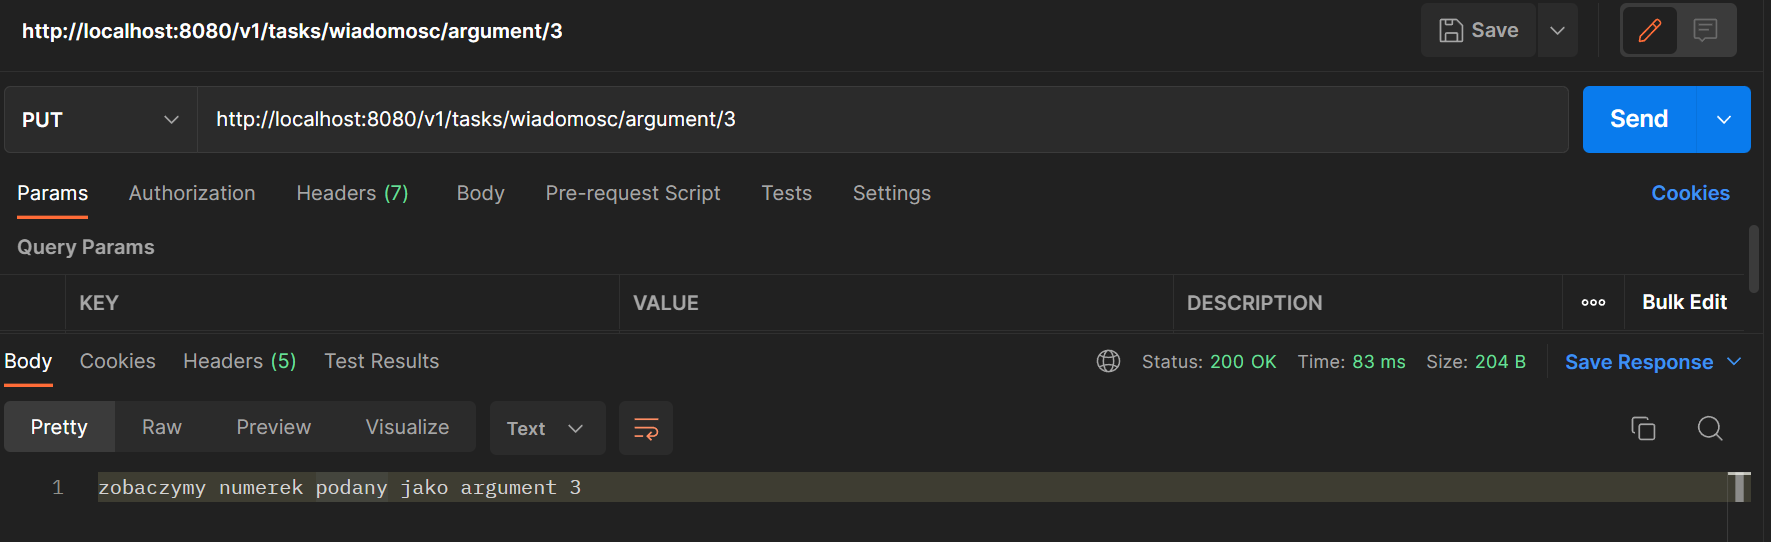 http://localhost:8080/v1/tasks/wiadomosc/argument/3 Save
PUT http://localhost:8080/v1/tasks/wiadomosc/argument/3 Send
Params Authorization Headers (7) Body Pre-request Script Tests Settings Cookies
Query Params
KEY VALUE DESCRIPTION Bulk Edit
Body Cookies Headers (5) Test Results Status: 200 OK Time: 83 ms Size: 204 B Save Response
Pretty Raw Preview Visualize Text
1 zobaczymy numerek podany jako argument 3